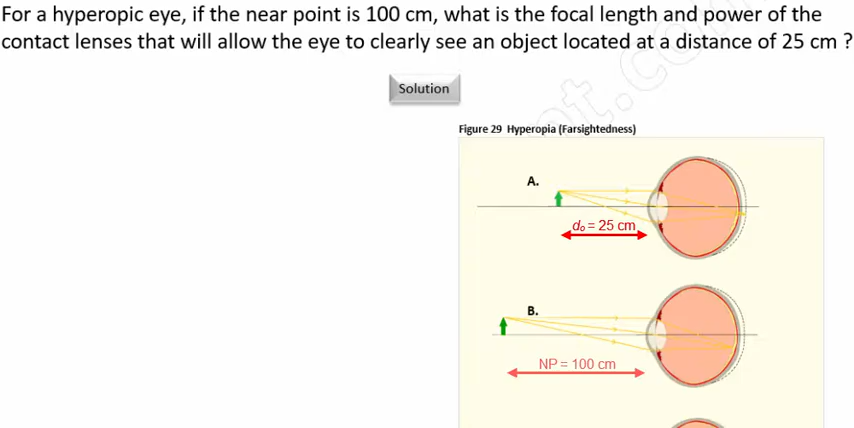 For a hyperopic eye, if the near point is 100 cm, what is the focal length and power of the
contact lenses that will allow the eye to clearly see an object located at a distance of 25 cm ?
Solution
Figure 29 Hyperopia (Farsightedness)
A.
do = 25 cm
B.
NP = 100 cm